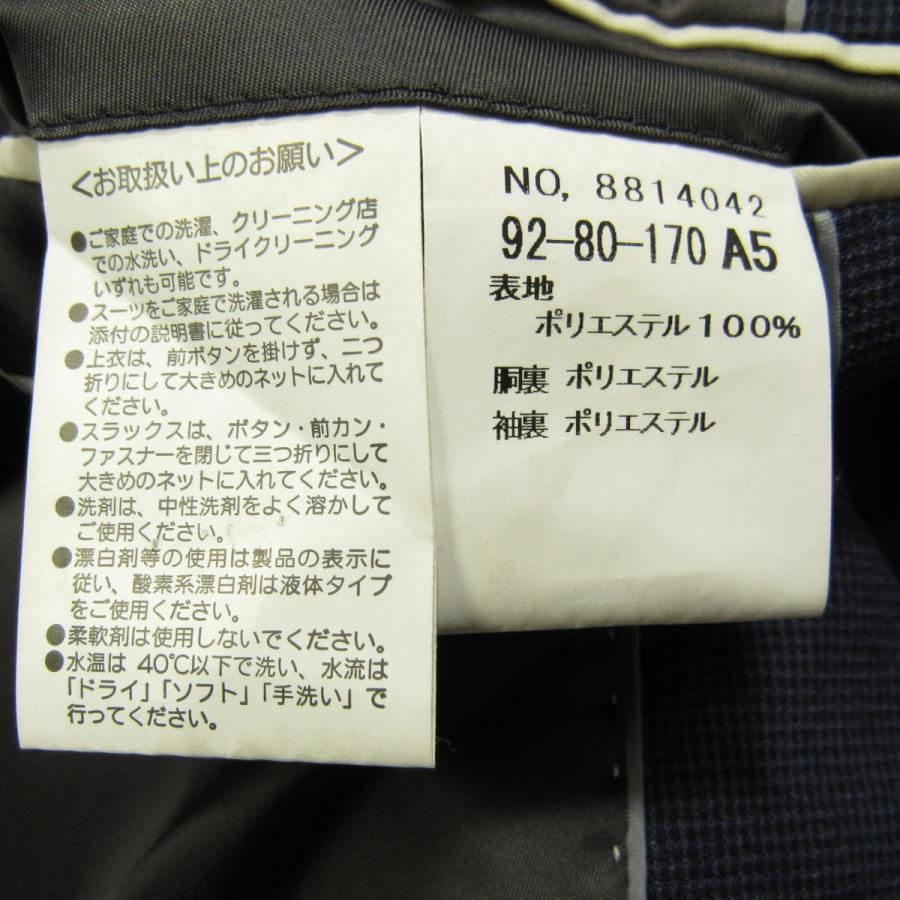 <お取扱い上のお願い>
●ご家庭での洗濯、クリーニング店
での水洗い、ドライクリーニング
いずれも可能です。
●スーツをご家庭で洗濯される場合は
添付の説明書に従ってください。
●上衣は、前ボタンを掛けず、二つ
折りにして大きめのネットに入れて
ください。
●スラックスは、ボタン・前カン・
ファスナーを閉じて三つ折りにして
大きめのネットに入れてください。
●洗剤は、中性洗剤をよく溶かして
ご使用ください。
●漂白剤等の使用は製品の表示に
従い、酸素系漂白剤は液体タイプ
をご使用ください。
●柔軟剤は使用しないでください。
●水温は 40℃以下で洗い、水流は
「ドライ」「ソフト」「手洗い」で
行ってください。
NO, 8814042
92-80-170 A5
表地
ポリエステル100%
胴裏 ポリエステル
袖裏 ポリエステル